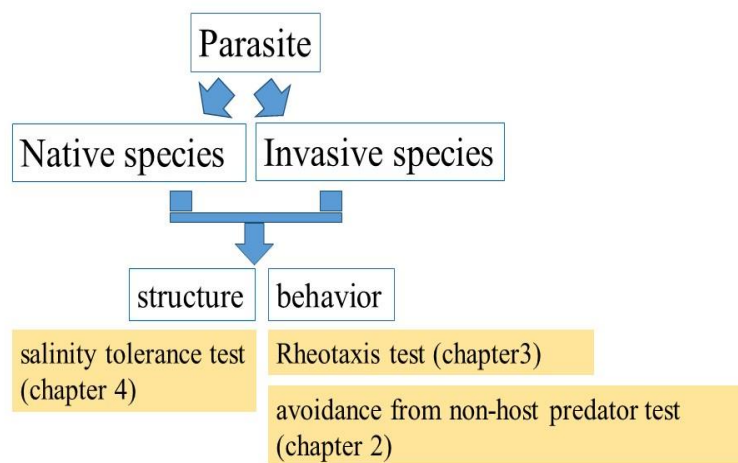 Parasite
Native species
Invasive species
structure
behavior
salinity tolerance test
(chapter 4)
Rheotaxis test (chapter3)
avoidance from non-host predator test
(chapter 2)